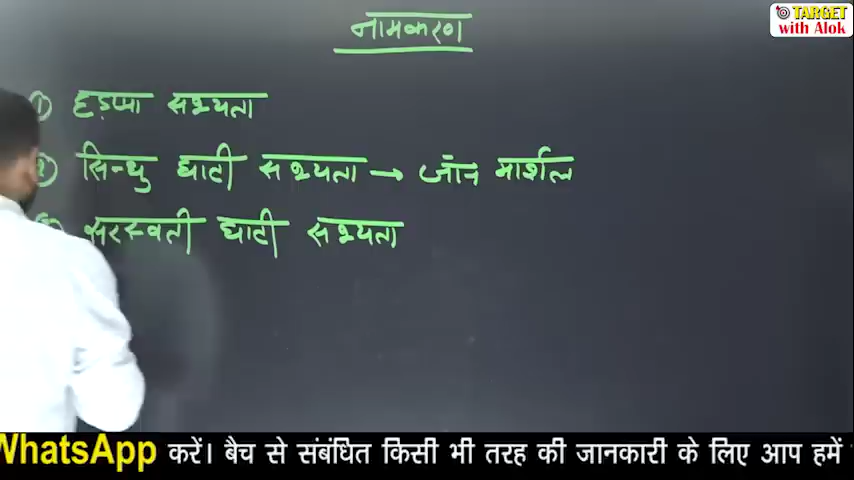 TARGET
with Alok
नामकरण
① हड़प्पा सभ्यता
② सिन्धु घाटी सभ्यता → जॉन मार्शल
सरस्वती घाटी सभ्यता
WhatsApp करें। बैच से संबंधित किसी भी तरह की जानकारी के लिए आप हमें